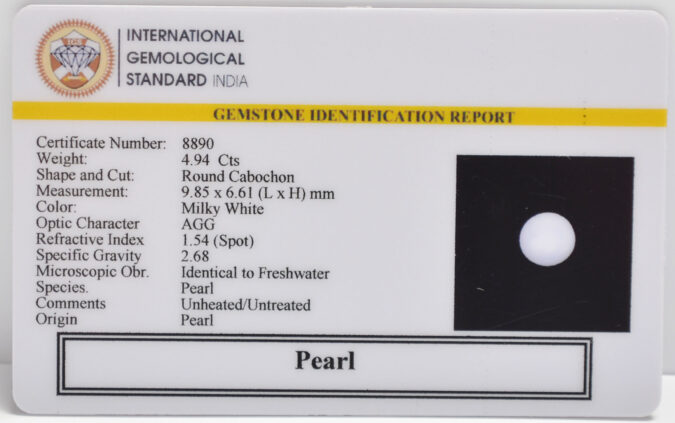 IGS
INTERNATIONAL
GEMOLOGICAL
STANDARD INDIA
GEMSTONE IDENTIFICATION REPORT
Certificate Number: 8890
Weight: 4.94 Cts
Shape and Cut: Round Cabochon
Measurement: 9.85 x 6.61 (L x H) mm
Color: Milky White
Optic Character AGG
Refractive Index 1.54 (Spot)
Specific Gravity 2.68
Microscopic Obr. Identical to Freshwater
Species. Pearl
Comments Unheated/Untreated
Origin Pearl
Pearl